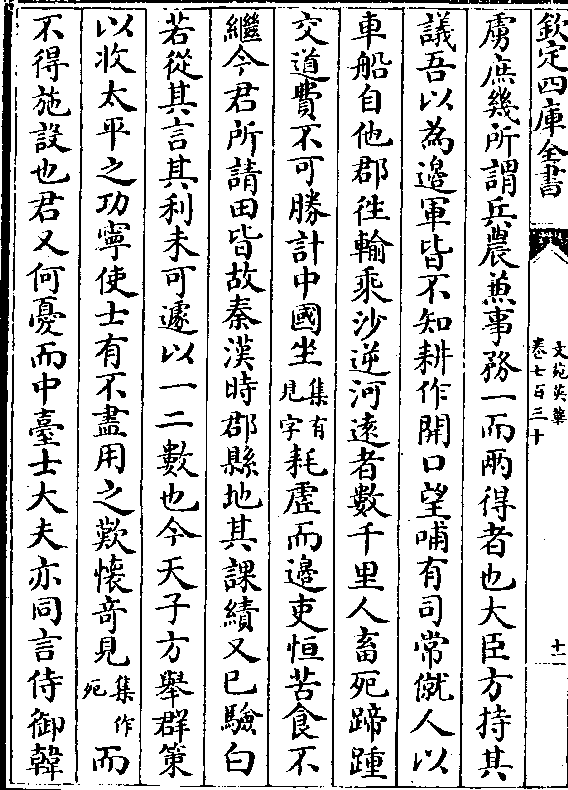 欽定四庫全書
文苑英華
卷七百三十
十一
虜庶幾所謂兵農兼事務一而兩得者也大臣方持其
議吾以為邊軍皆不知耕作開口望哺有司常僦人以
車船自他郡徃輸乘沙逆河逺者數千里人畜死蹄踵
交道費不可勝計中國坐集有見字耗虛而邊吏恒苦食不
繼今君所請田皆故秦漢時郡縣地其課績又已驗白
若從其言其利未可遽以一二數也今天子方舉群策
以收太平之功寧使士有不盡用之歎懐竒見集作死而
不得施設也君又何憂而中臺士大夫亦同言侍御韓